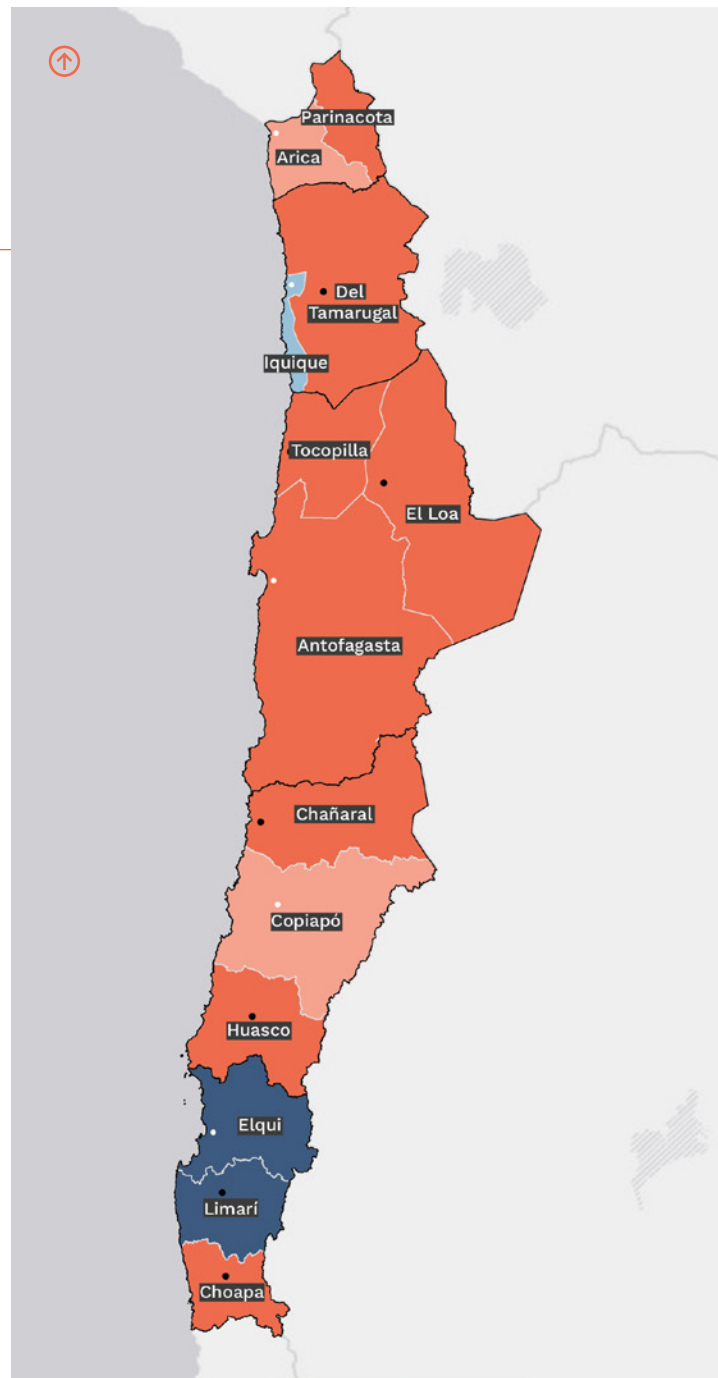 Parinacota
Arica
Del
Tamarugal
Iquique
Tocopilla
El Loa
Antofagasta
Chañaral
Copiapó
Huasco
Elqui
Limarí
Choapa